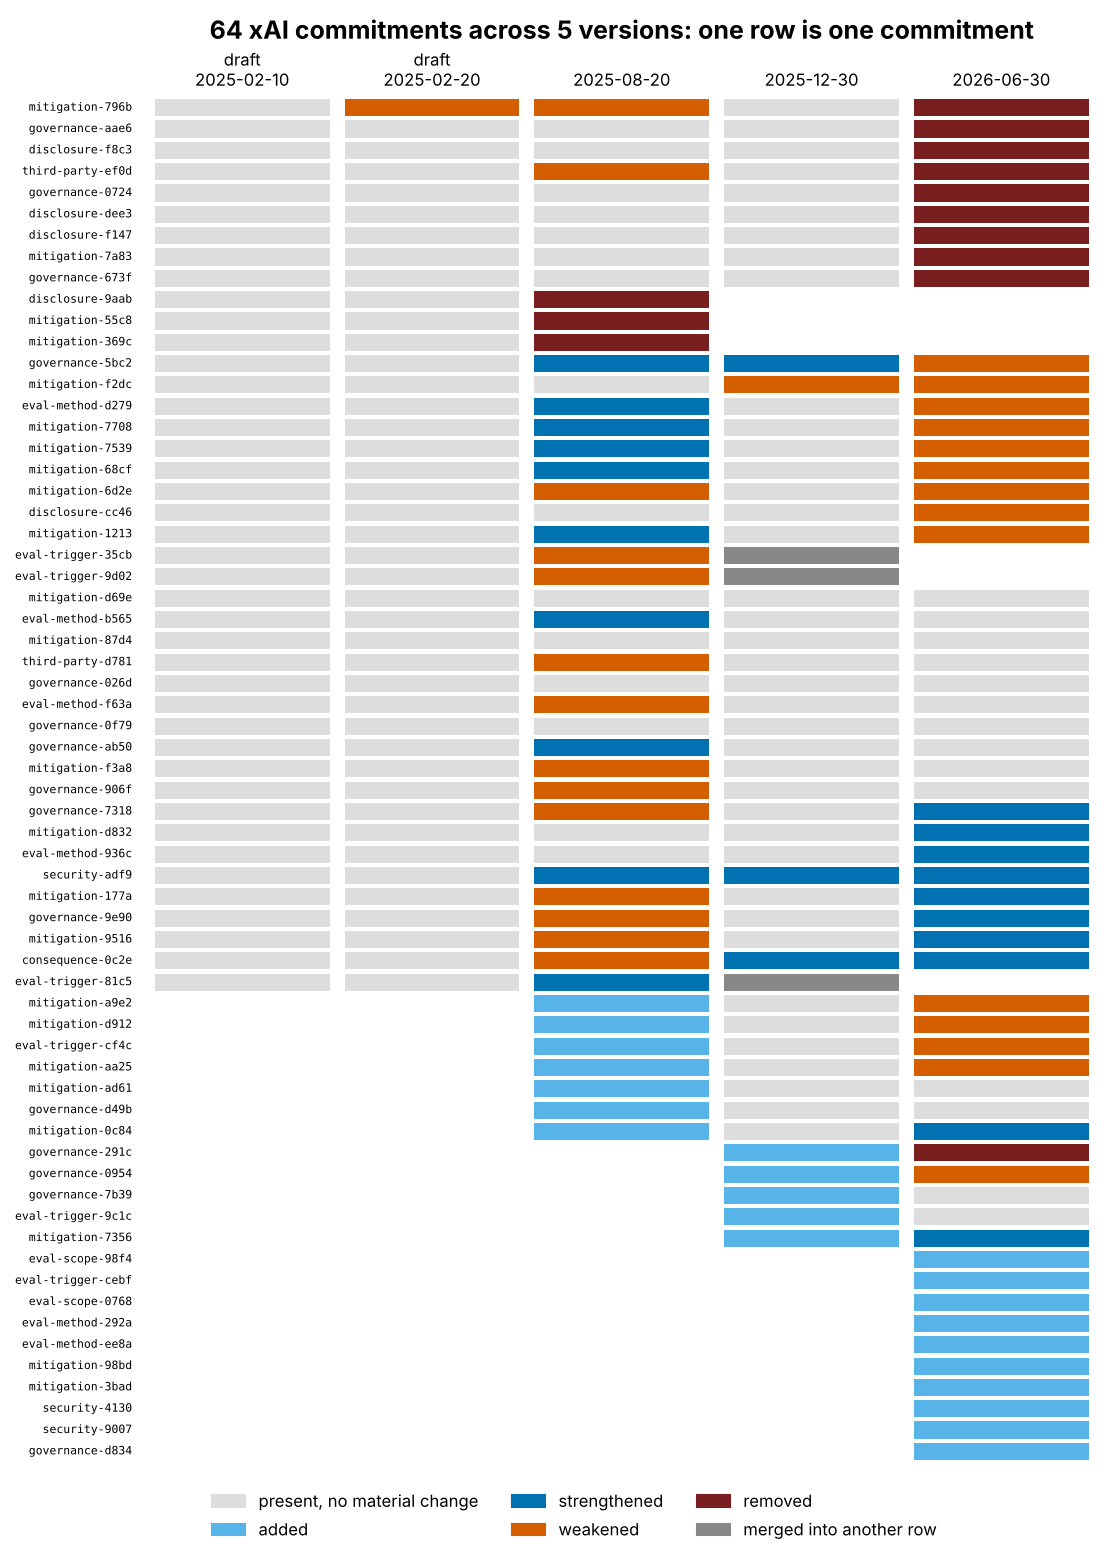 64 xAI commitments across 5 versions: one row is one commitment
draft draft
2025-02-10 2025-02-20 2025-08-20 2025-12-30 2026-06-30
mitigation-796b
governance-aae6
disclosure-f8c3
third-party-ef0d
governance-0724
disclosure-dee3
disclosure-f147
mitigation-7a83
governance-673f
disclosure-9aab
mitigation-55c8
mitigation-369c
governance-5bc2
mitigation-f2dc
eval-method-d279
mitigation-7708
mitigation-7539
mitigation-68cf
mitigation-6d2e
disclosure-cc46
mitigation-1213
eval-trigger-35cb
eval-trigger-9d02
mitigation-d69e
eval-method-b565
mitigation-87d4
third-party-d781
governance-026d
eval-method-f63a
governance-0f79
governance-ab50
mitigation-f3a8
governance-906f
governance-7318
mitigation-d832
eval-method-936c
security-adf9
mitigation-177a
governance-9e90
mitigation-9516
consequence-0c2e
eval-trigger-81c5
mitigation-a9e2
mitigation-d912
eval-trigger-cf4c
mitigation-aa25
mitigation-ad61
governance-d49b
mitigation-0c84
governance-291c
governance-0954
governance-7b39
eval-trigger-9c1c
mitigation-7356
eval-scope-98f4
eval-trigger-cebf
eval-scope-0768
eval-method-292a
eval-method-ee8a
mitigation-98bd
mitigation-3bad
security-4130
security-9007
governance-d834
present, no material change strengthened removed
added weakened merged into another row